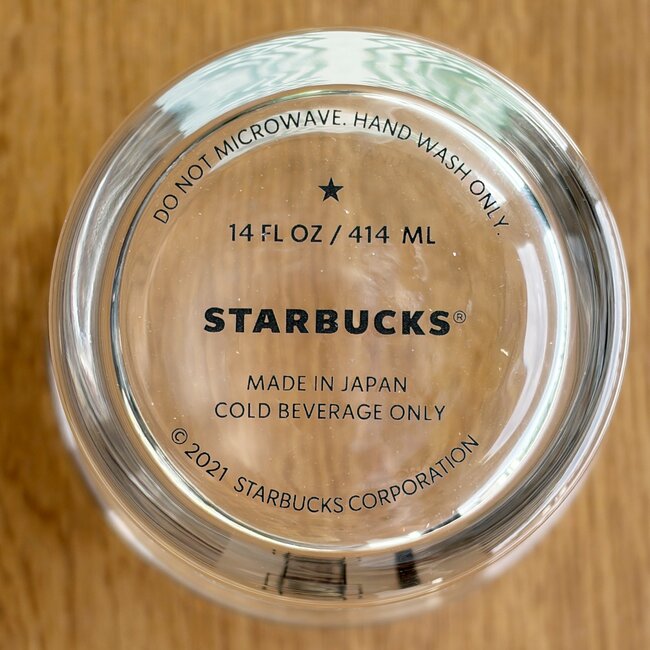 DO NOT MICROWAVE. HAND WASH ONLY.
★
14 FL OZ / 414 ML
STARBUCKS®
MADE IN JAPAN
COLD BEVERAGE ONLY
© 2021 STARBUCKS CORPORATION